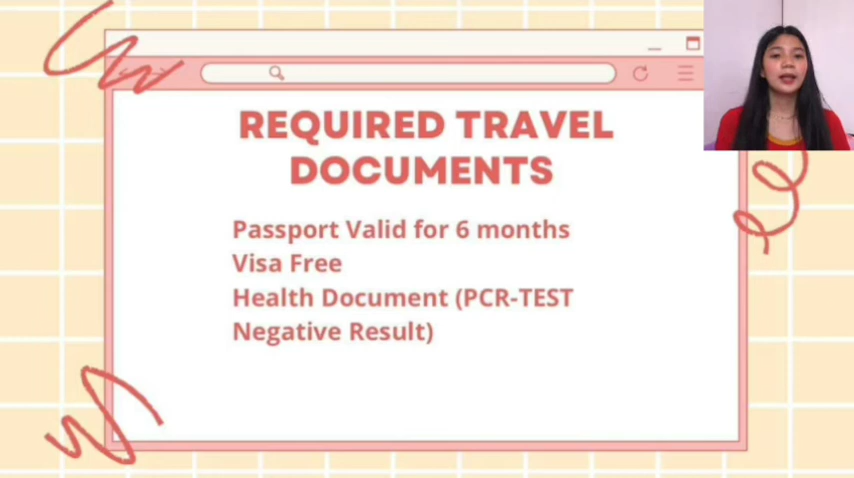 REQUIRED TRAVEL
DOCUMENTS
Passport Valid for 6 months
Visa Free
Health Document (PCR-TEST
Negative Result)